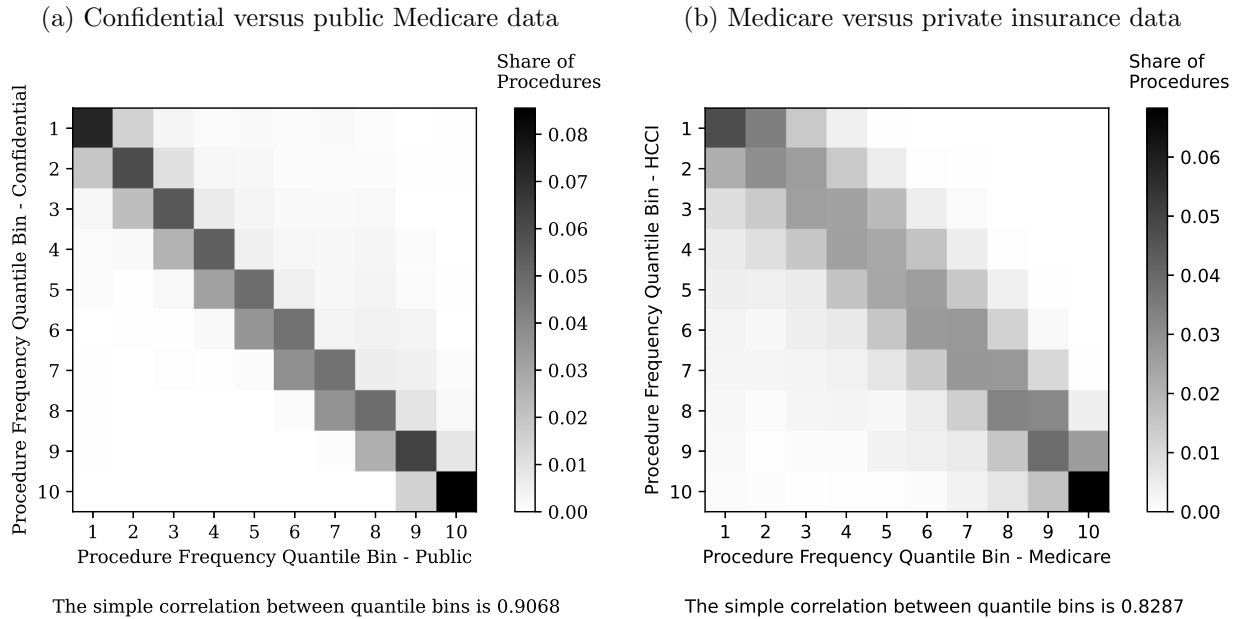 (a) Confidential versus public Medicare data
Share of
Procedures
Procedure Frequency Quantile Bin - Confidential
1
2
3
4
5
6
7
8
9
10
1 2 3 4 5 6 7 8 9 10
Procedure Frequency Quantile Bin - Public
0.08
0.07
0.06
0.05
0.04
0.03
0.02
0.01
0.00
The simple correlation between quantile bins is 0.9068
(b) Medicare versus private insurance data
Share of
Procedures
Procedure Frequency Quantile Bin - HCCI
1
2
3
4
5
6
7
8
9
10
1 2 3 4 5 6 7 8 9 10
Procedure Frequency Quantile Bin - Medicare
0.06
0.05
0.04
0.03
0.02
0.01
0.00
The simple correlation between quantile bins is 0.8287